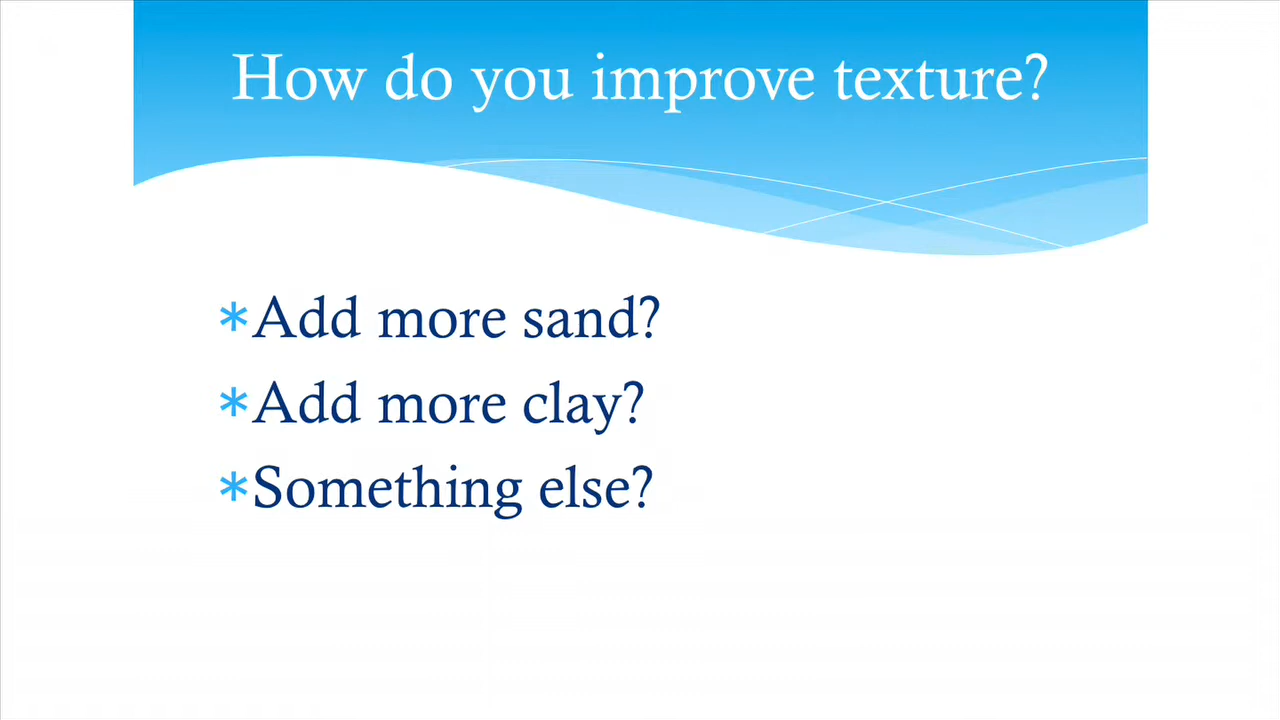 How do you improve texture?
*Add more sand?
*Add more clay?
*Something else?